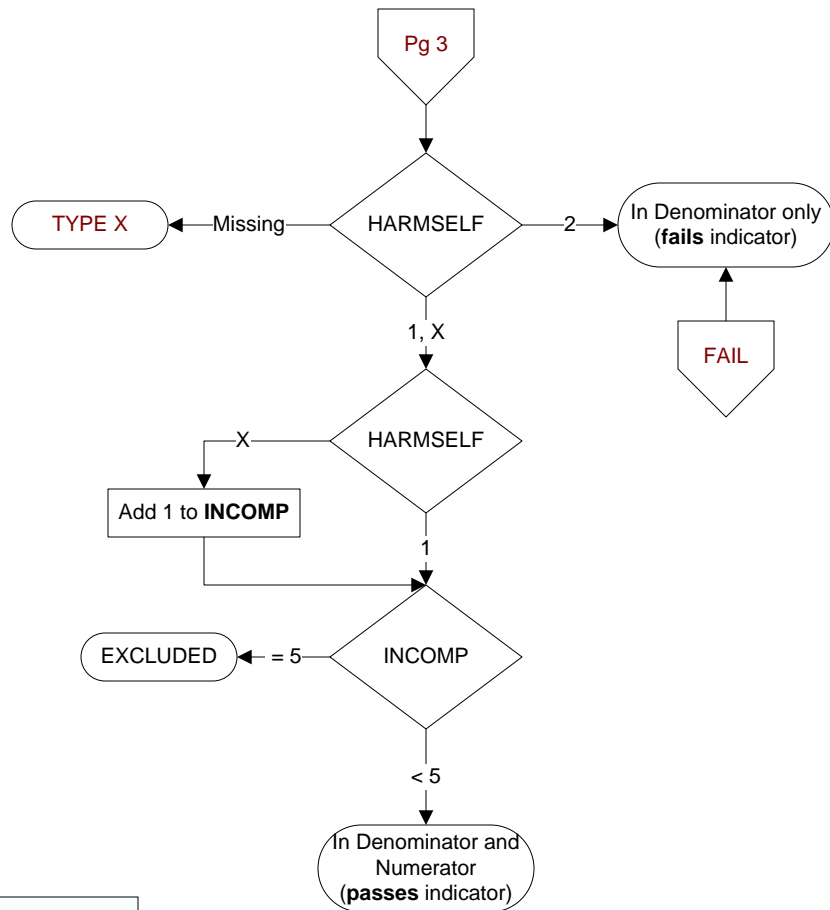 Pg 3
TYPE X
Missing
HARMSELF
2
In Denominator only
(fails indicator)
1, X
FAIL
X
HARMSELF
Add 1 to INCOMP
1
EXCLUDED
= 5
INCOMP
< 5
In Denominator and
Numerator
(passes indicator)